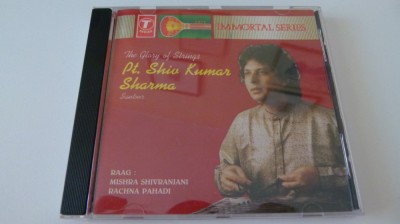 T
IMMORTAL SERIES
The Glory of Strings
Pt. Shiv Kumar
Sharma
Santoor
RAAG :
MISHRA SHIVRANJANI
RACHNA PAHADI